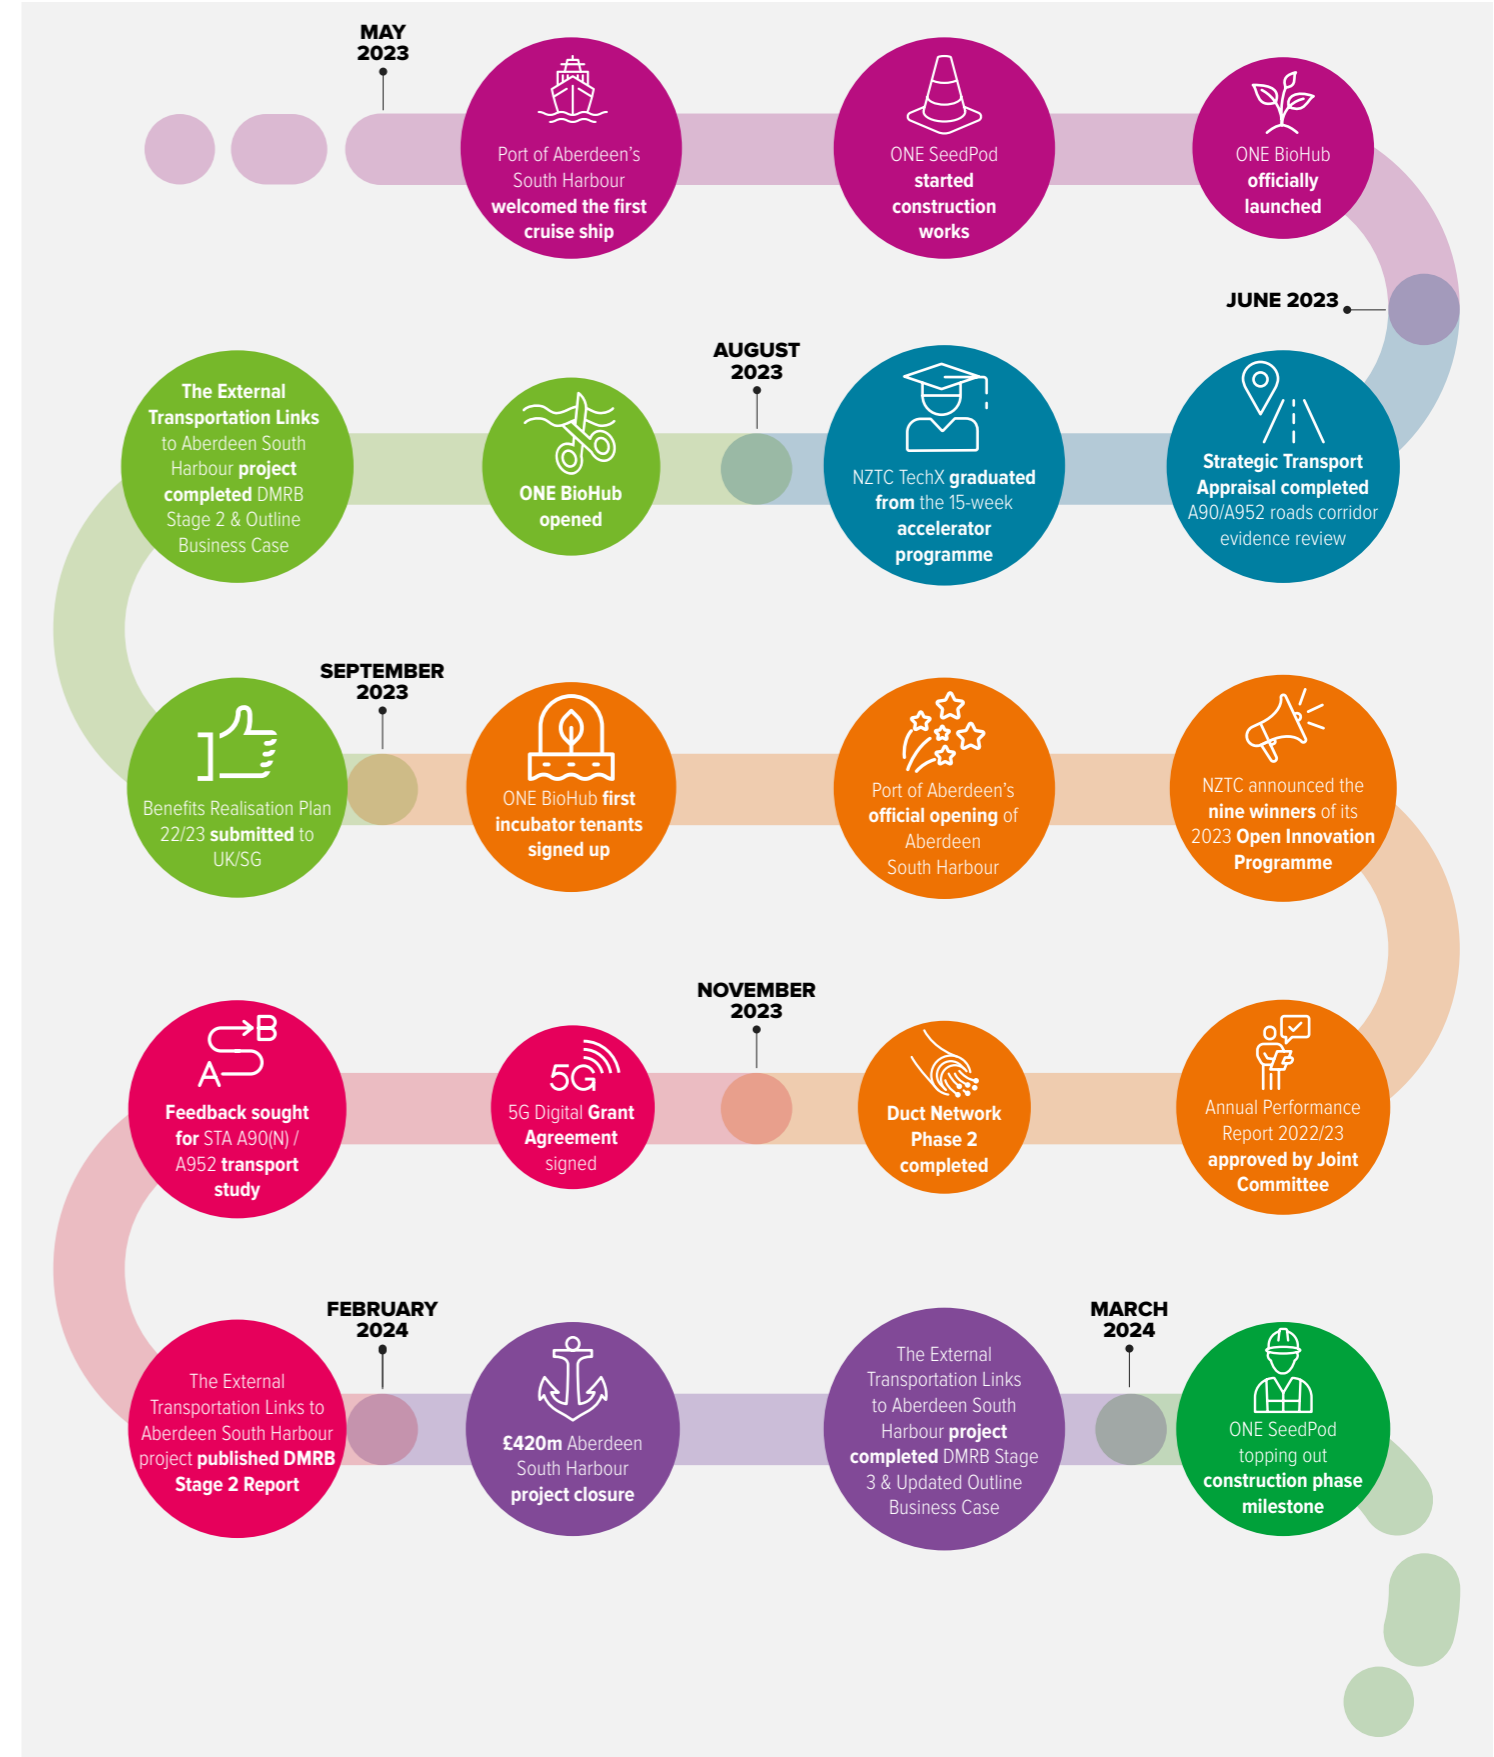 MAY
2023
Port of Aberdeen's
South Harbour
welcomed the first
cruise ship
ONE SeedPod
started
construction
works
ONE BioHub
officially
launched
JUNE 2023
Strategic Transport
Appraisal completed
A90/A952 roads corridor
evidence review
NZTC TechX graduated
from the 15-week
accelerator
programme
AUGUST
2023
ONE BioHub
opened
The External
Transportation Links
to Aberdeen South
Harbour project
completed DMRB
Stage 2 & Outline
Business Case
Benefits Realisation Plan
22/23 submitted to
UK/SG
SEPTEMBER
2023
ONE BioHub first
incubator tenants
signed up
Port of Aberdeen's
official opening of
Aberdeen
South Harbour
NZTC announced the
nine winners of its
2023 Open Innovation
Programme
Annual Performance
Report 2022/23
approved by Joint
Committee
Duct Network
Phase 2
completed
NOVEMBER
2023
5G
5G Digital Grant
Agreement
signed
B
A
Feedback sought
for STA A90(N) /
A952 transport
study
The External
Transportation Links to
Aberdeen South Harbour
project published DMRB
Stage 2 Report
FEBRUARY
2024
£420m Aberdeen
South Harbour
project closure
The External
Transportation Links
to Aberdeen South
Harbour project
completed DMRB Stage
3 & Updated Outline
Business Case
MARCH
2024
ONE SeedPod
topping out
construction phase
milestone